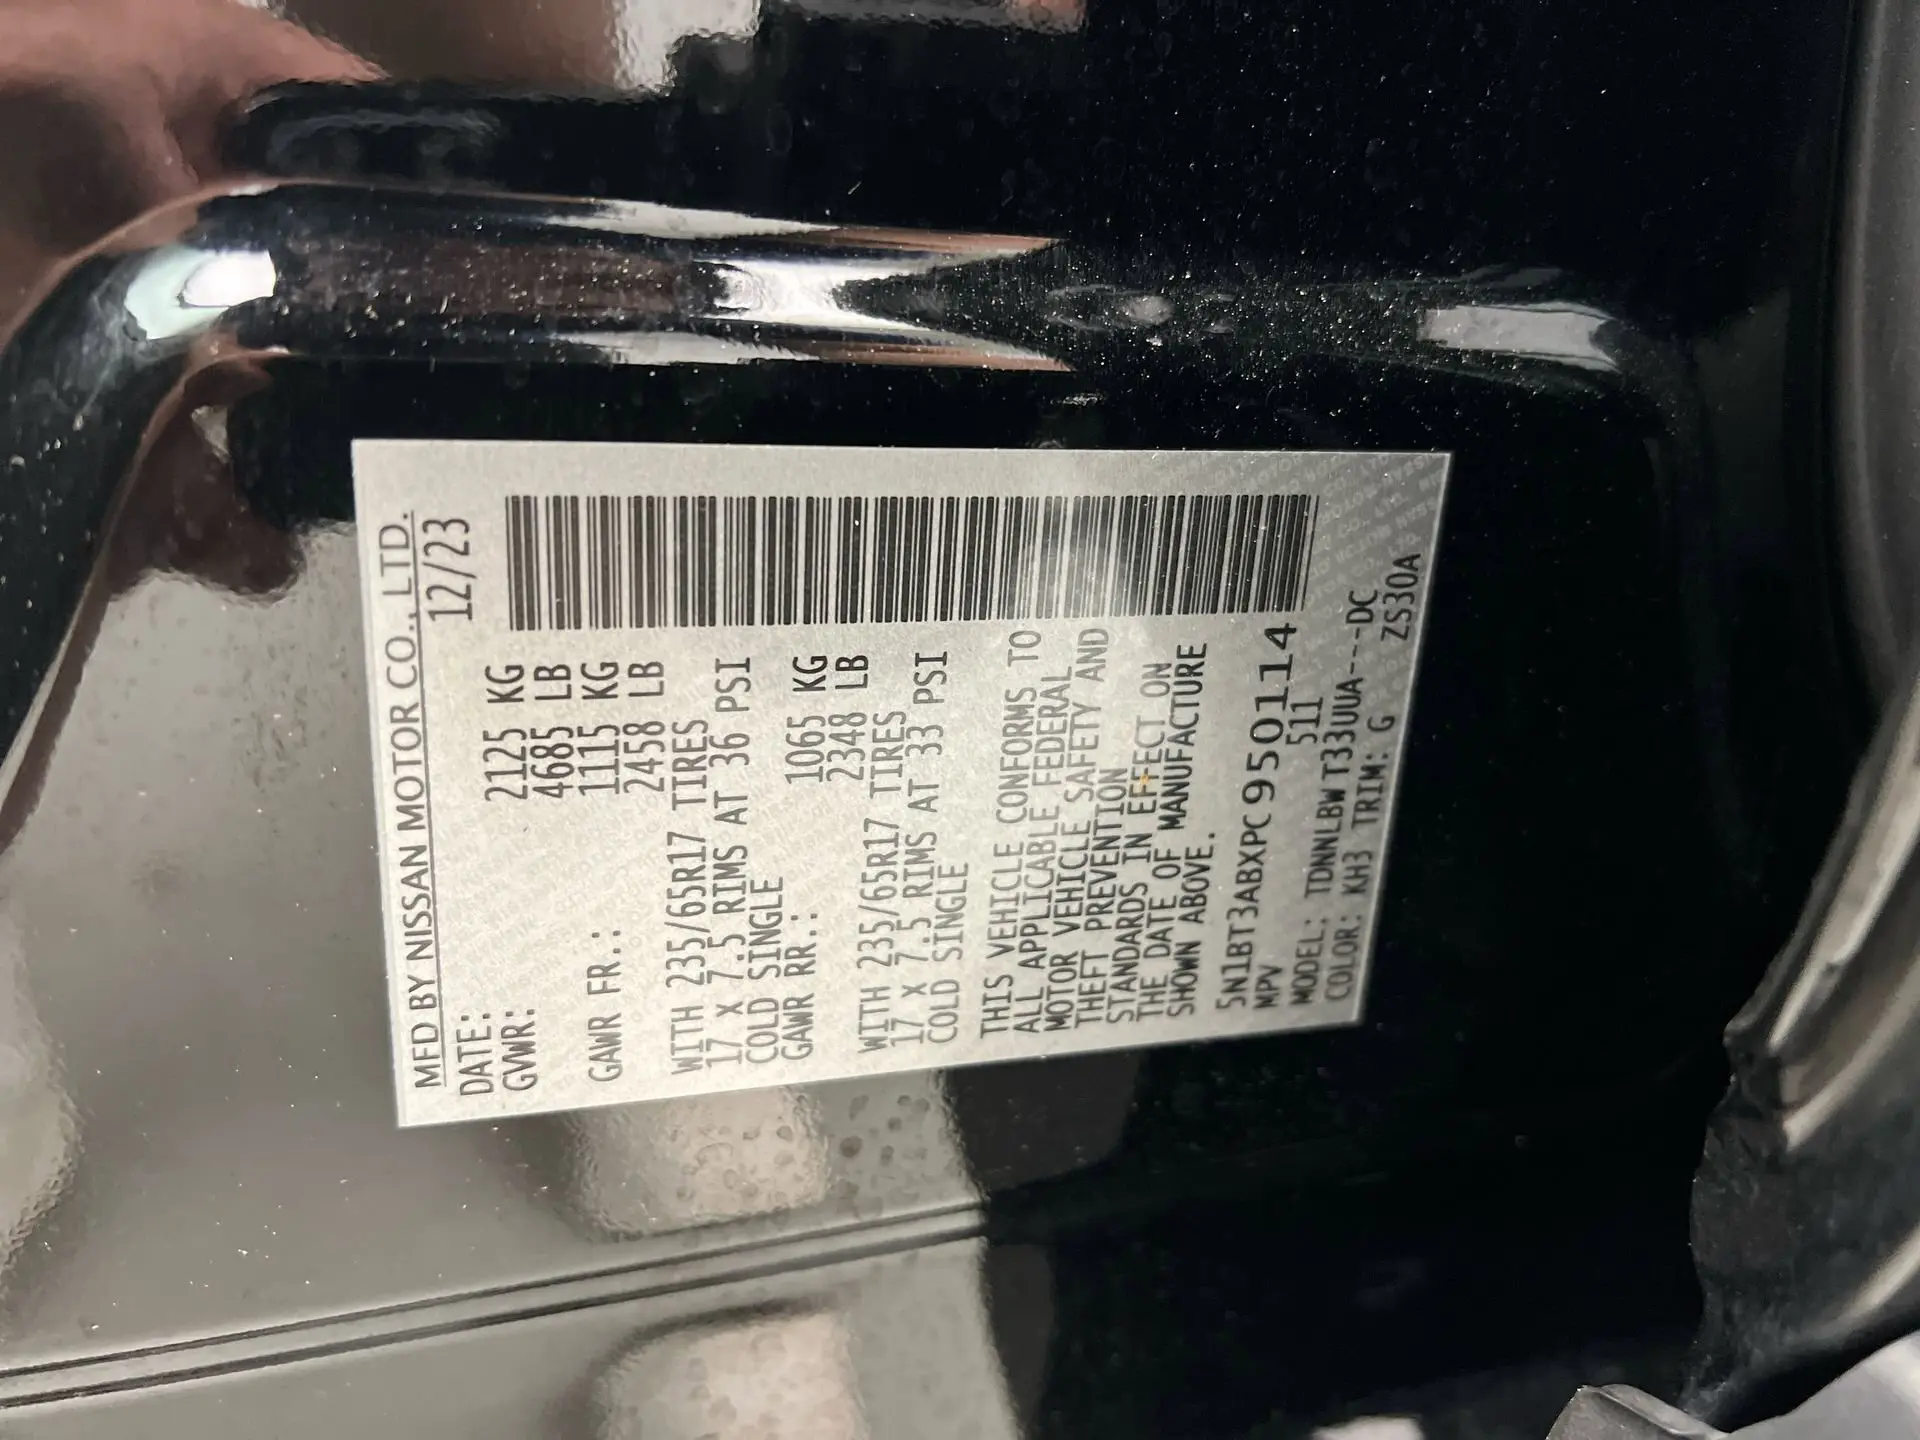 MFD BY NISSAN MOTOR CO., LTD.
DATE: 12/23
GVWR: 2125 KG
4685 LB
GAWR FR.: 1115 KG
2458 LB
WITH 235/65R17 TIRES
17 X 7.5 RIMS AT 36 PSI
COLD SINGLE
GAWR RR.: 1065 KG
2348 LB
WITH 235/65R17 TIRES
17 X 7.5 RIMS AT 33 PSI
COLD SINGLE
THIS VEHICLE CONFORMS TO
ALL APPLICABLE FEDERAL
MOTOR VEHICLE SAFETY AND
THEFT PREVENTION
STANDARDS IN EFFECT ON
THE DATE OF MANUFACTURE
SHOWN ABOVE.
5N1BT3ABXPC950114
MPV 511
MODEL: TDNNLBWT33UUA---DC
COLOR: KH3 TRIM: G ZS30A